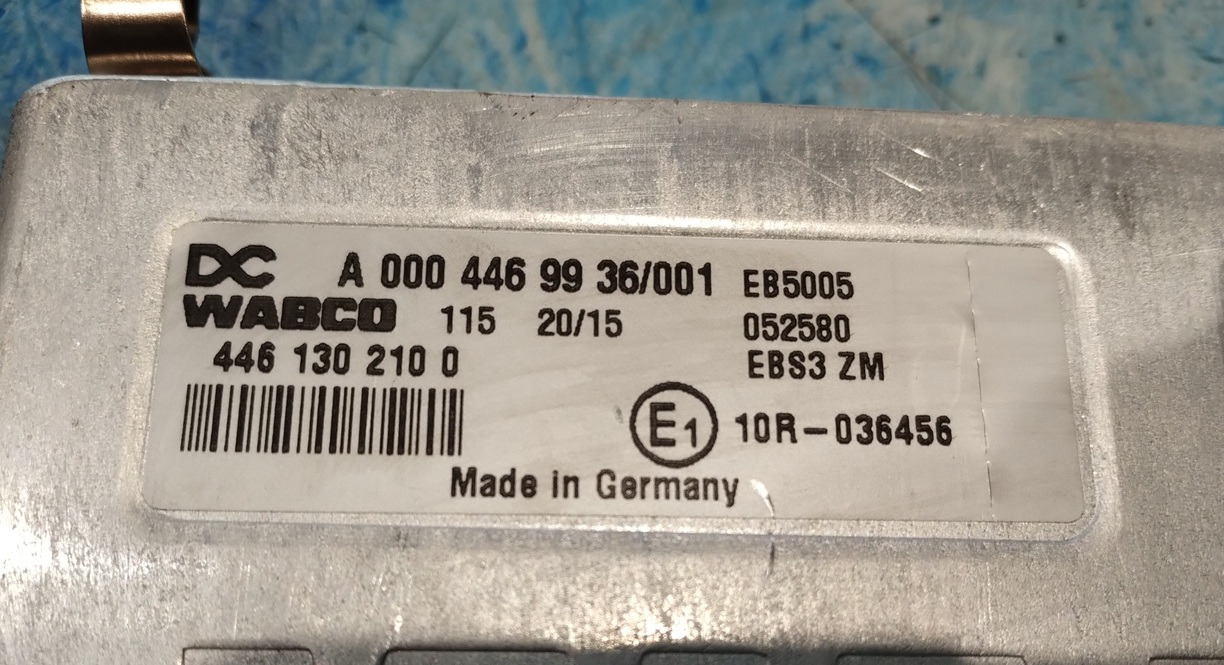 DC A 000 446 99 36/001 EB5005
WABCO 115 20/15 052580
446 130 210 0 EBS3 ZM
E1 10R-036456
Made in Germany